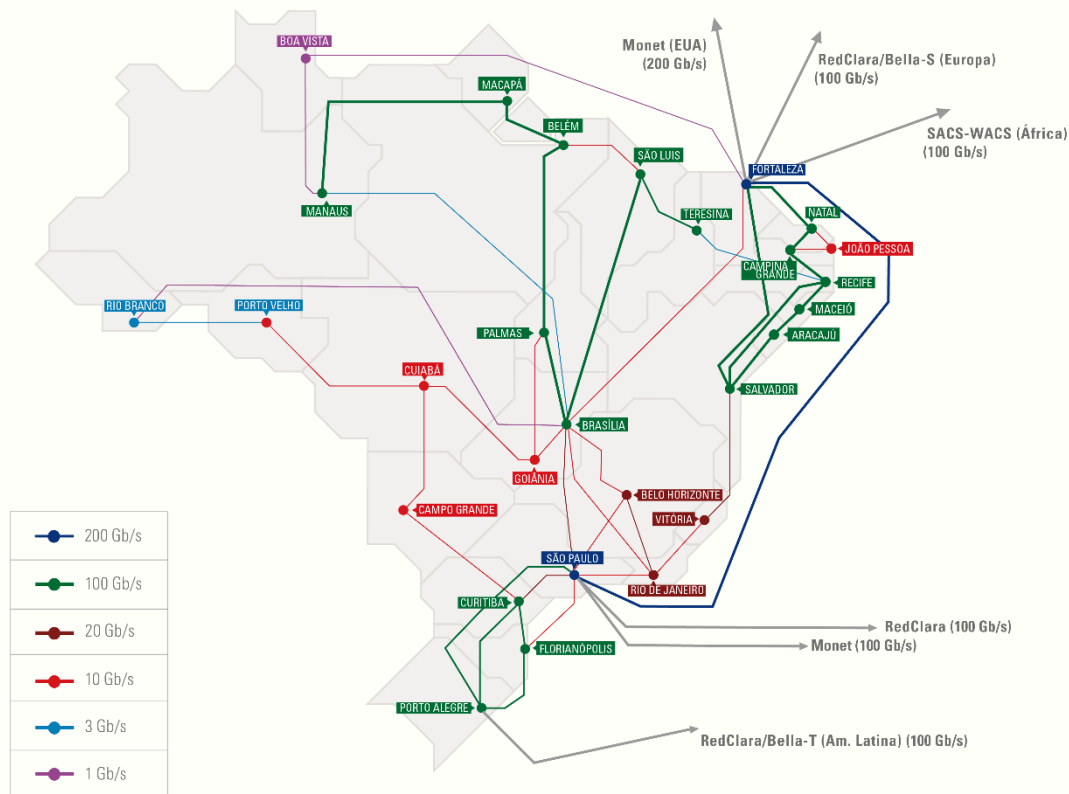 BOA VISTA
Monet (EUA)
(200 Gb/s)
RedClara/Bella-S (Europa)
(100 Gb/s)
MACAPÁ
SACS-WACS (África)
(100 Gb/s)
BELÉM
SÃO LUIS
FORTALEZA
MANAUS
TERESINA
NATAL
JOÃO PESSOA
CAMPINA
GRANDE
RECIFE
RIO BRANCO
PORTO VELHO
MACEIÓ
PALMAS
ARACAJÚ
CUIABÁ
SALVADOR
BRASÍLIA
GOIÂNIA
BELO HORIZONTE
CAMPO GRANDE
VITÓRIA
200 Gb/s
SÃO PAULO
100 Gb/s
RIO DE JANEIRO
CURITIBA
20 Gb/s
RedClara (100 Gb/s)
Monet (100 Gb/s)
FLORIANÓPOLIS
10 Gb/s
PORTO ALEGRE
3 Gb/s
RedClara/Bella-T (Am. Latina) (100 Gb/s)
1 Gb/s